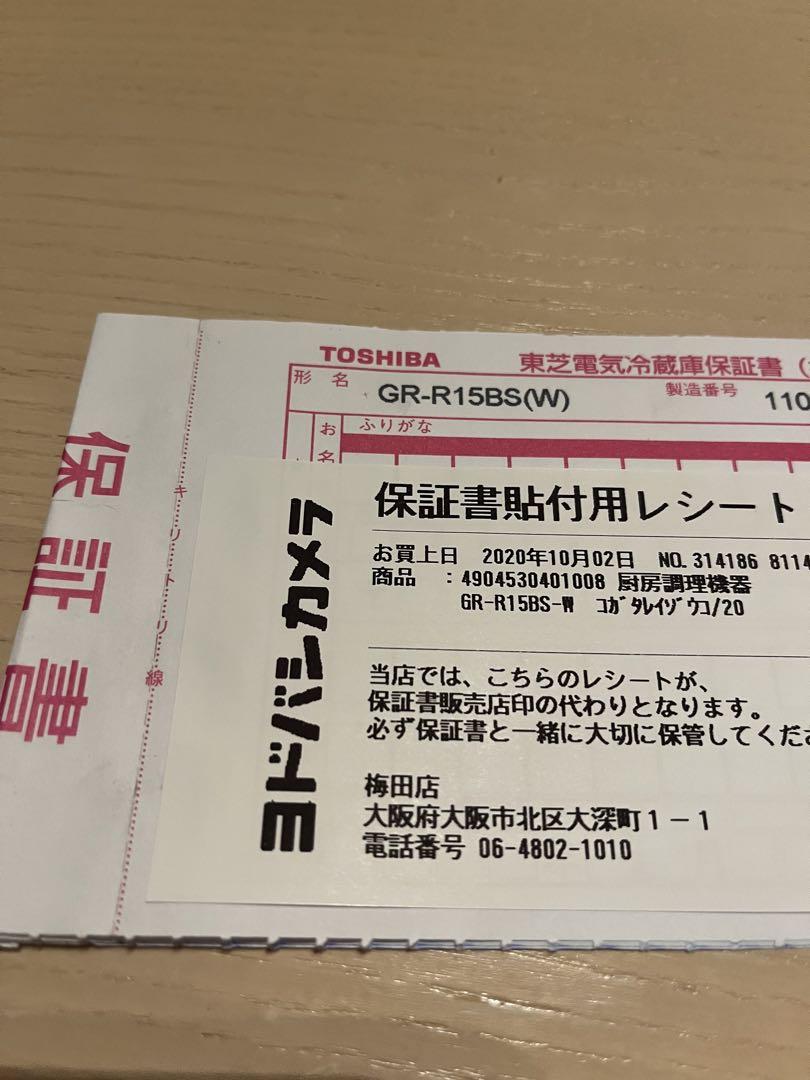 TOSHIBA 東芝電気冷蔵庫保証書（
形名 GR-R15BS(W) 製造番号 110
お名 ふりがな
保証書
キリトリ線
ヨドバシカメラ
保証書貼付用レシート
お買上日 2020年10月02日 NO.314186 8114
商品 :4904530401008 厨房調理機器
GR-R15BS-W ｺｶﾞﾀﾚｲｿﾞｳｺ/20
当店では、こちらのレシートが、
保証書販売店印の代わりとなります。
必ず保証書と一緒に大切に保管してくださ
梅田店
大阪府大阪市北区大深町１－１
電話番号 06-4802-1010